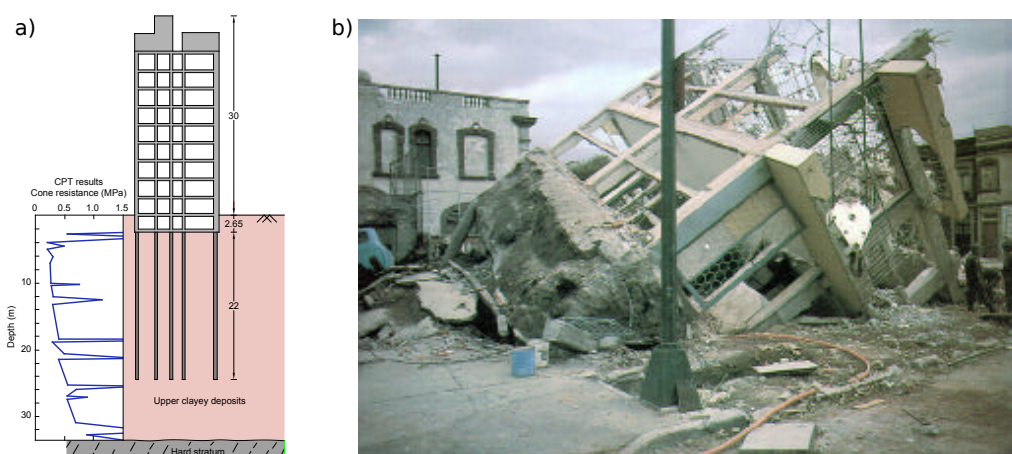 a)
b)
30
CPT results
Cone resistance (MPa)
0 0.5 1.0 1.5
2.65
10
22
Depth (m)
20
Upper clayey deposits
30
Hard stratum